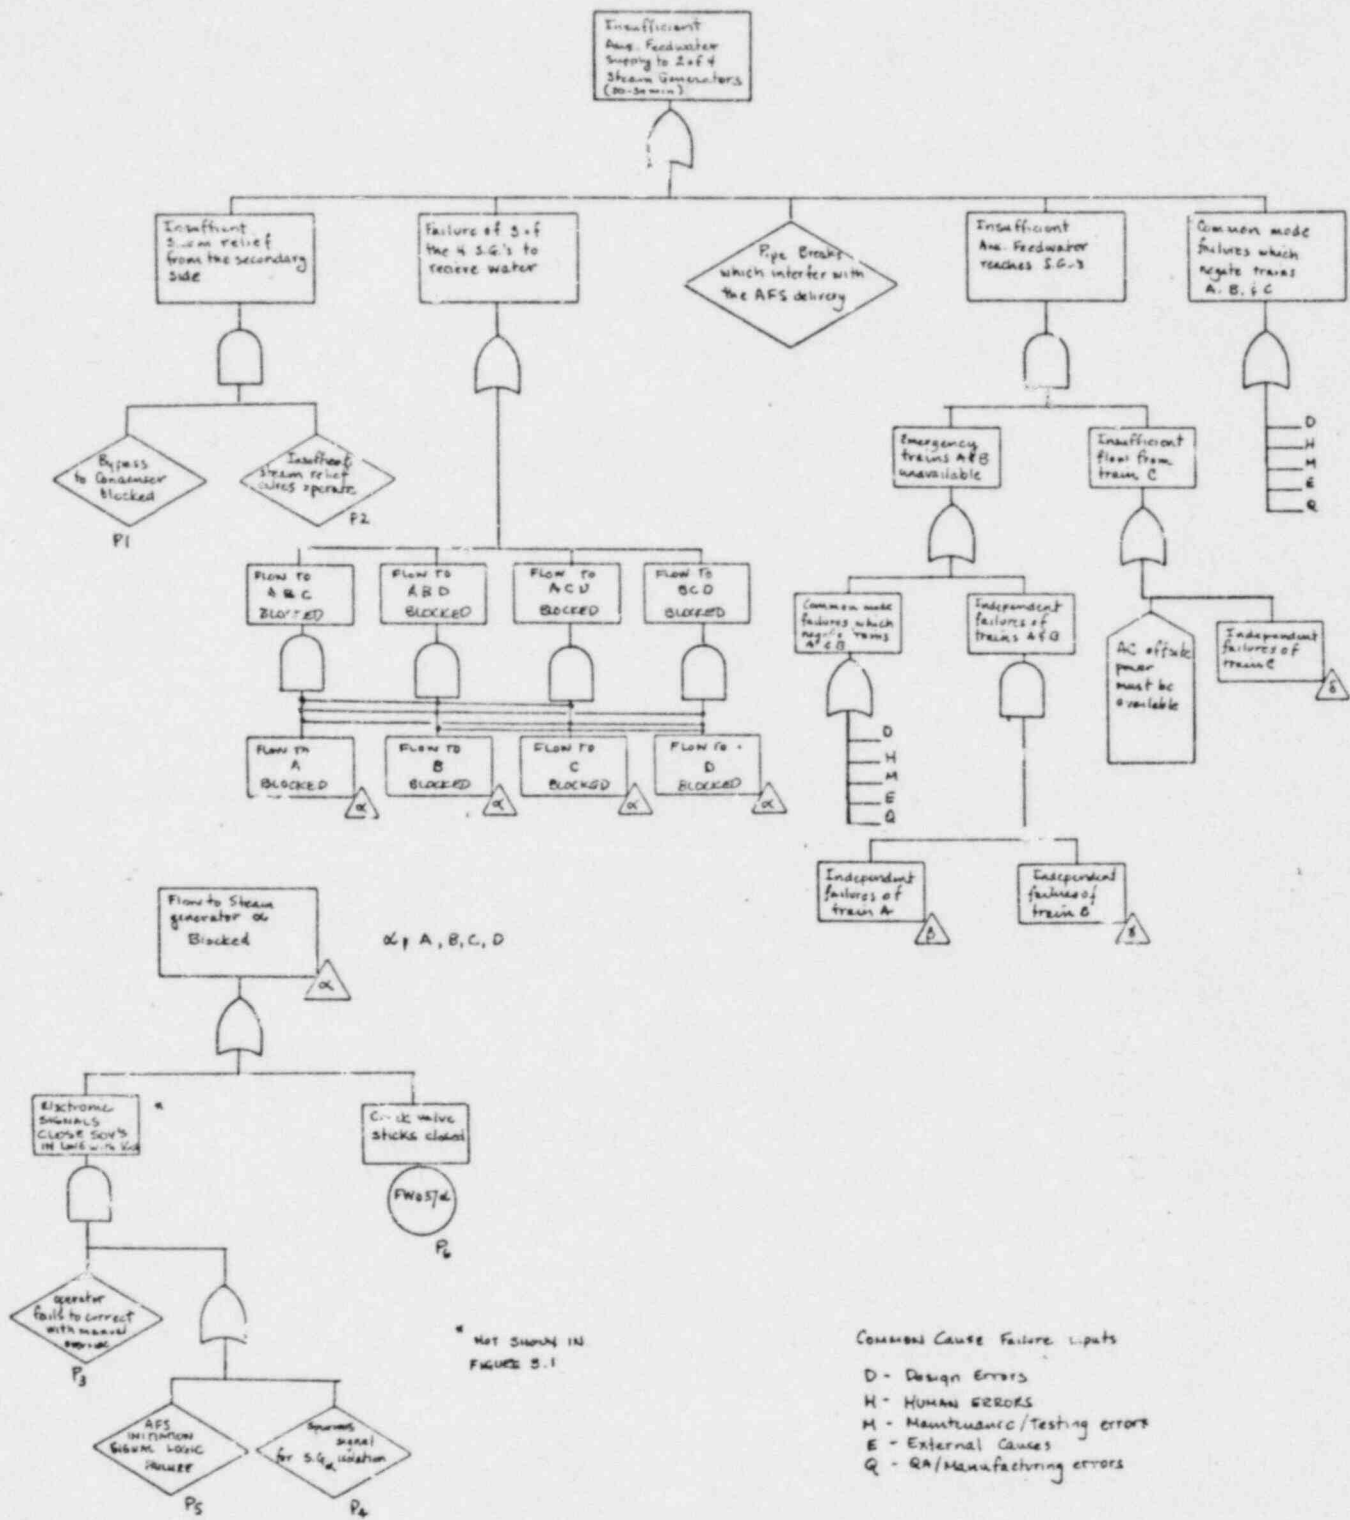 Insufficient
Aux. Feedwater
Supply to 2 of 4
Steam Generators
Insufficient
relief
from the secondary
side
Failure of 3 of
the 4 S.G.'s to
recieve water
Pipe Breaks
which interfer with
the AFS delivery
Insufficient
Aux. Feedwater
reaches S.G.'s
Common mode
failures which
negate trains
A, B, & C
Bypass
to Condenser
Blocked
P1
Insufficient
steam relief
operate
P2
Emergency
trains A & B
unavailable
Insufficient
flow from
train C
D
H
M
E
Q
FLOW TO
A B C
BLOCKED
FLOW TO
A B D
BLOCKED
FLOW TO
A C D
BLOCKED
FLOW TO
B C D
BLOCKED
Common mode
failures which
negate trains
A & B
Independent
failures of
trains A & B
AC offsite
power
must be
available
Independent
failures of
train C
δ
FLOW TO
A
BLOCKED
α
FLOW TO
B
BLOCKED
α
FLOW TO
C
BLOCKED
α
FLOW TO
D
BLOCKED
α
D
H
M
E
Q
Independent
failures of
train A
β
Independent
failures of
train B
γ
Flow to Steam
generator α
Blocked
α
A, B, C, D
Electronic
SIGNALS
CLOSE SOV'S
IN LINE with
*
valve
sticks closed
P6
operator
fails to correct
with manual
override
P3
* NOT SHOWN IN
FIGURE 3.1
AFS
INITIATION
SIGNAL LOGIC
FAILURE
P5
Spurious
signal
for S.G.α isolation
P4
COMMON Cause Failure
D - Design Errors
H - HUMAN ERRORS
M - Maintenance/Testing errors
E - External Causes
Q - QA/Manufacturing errors